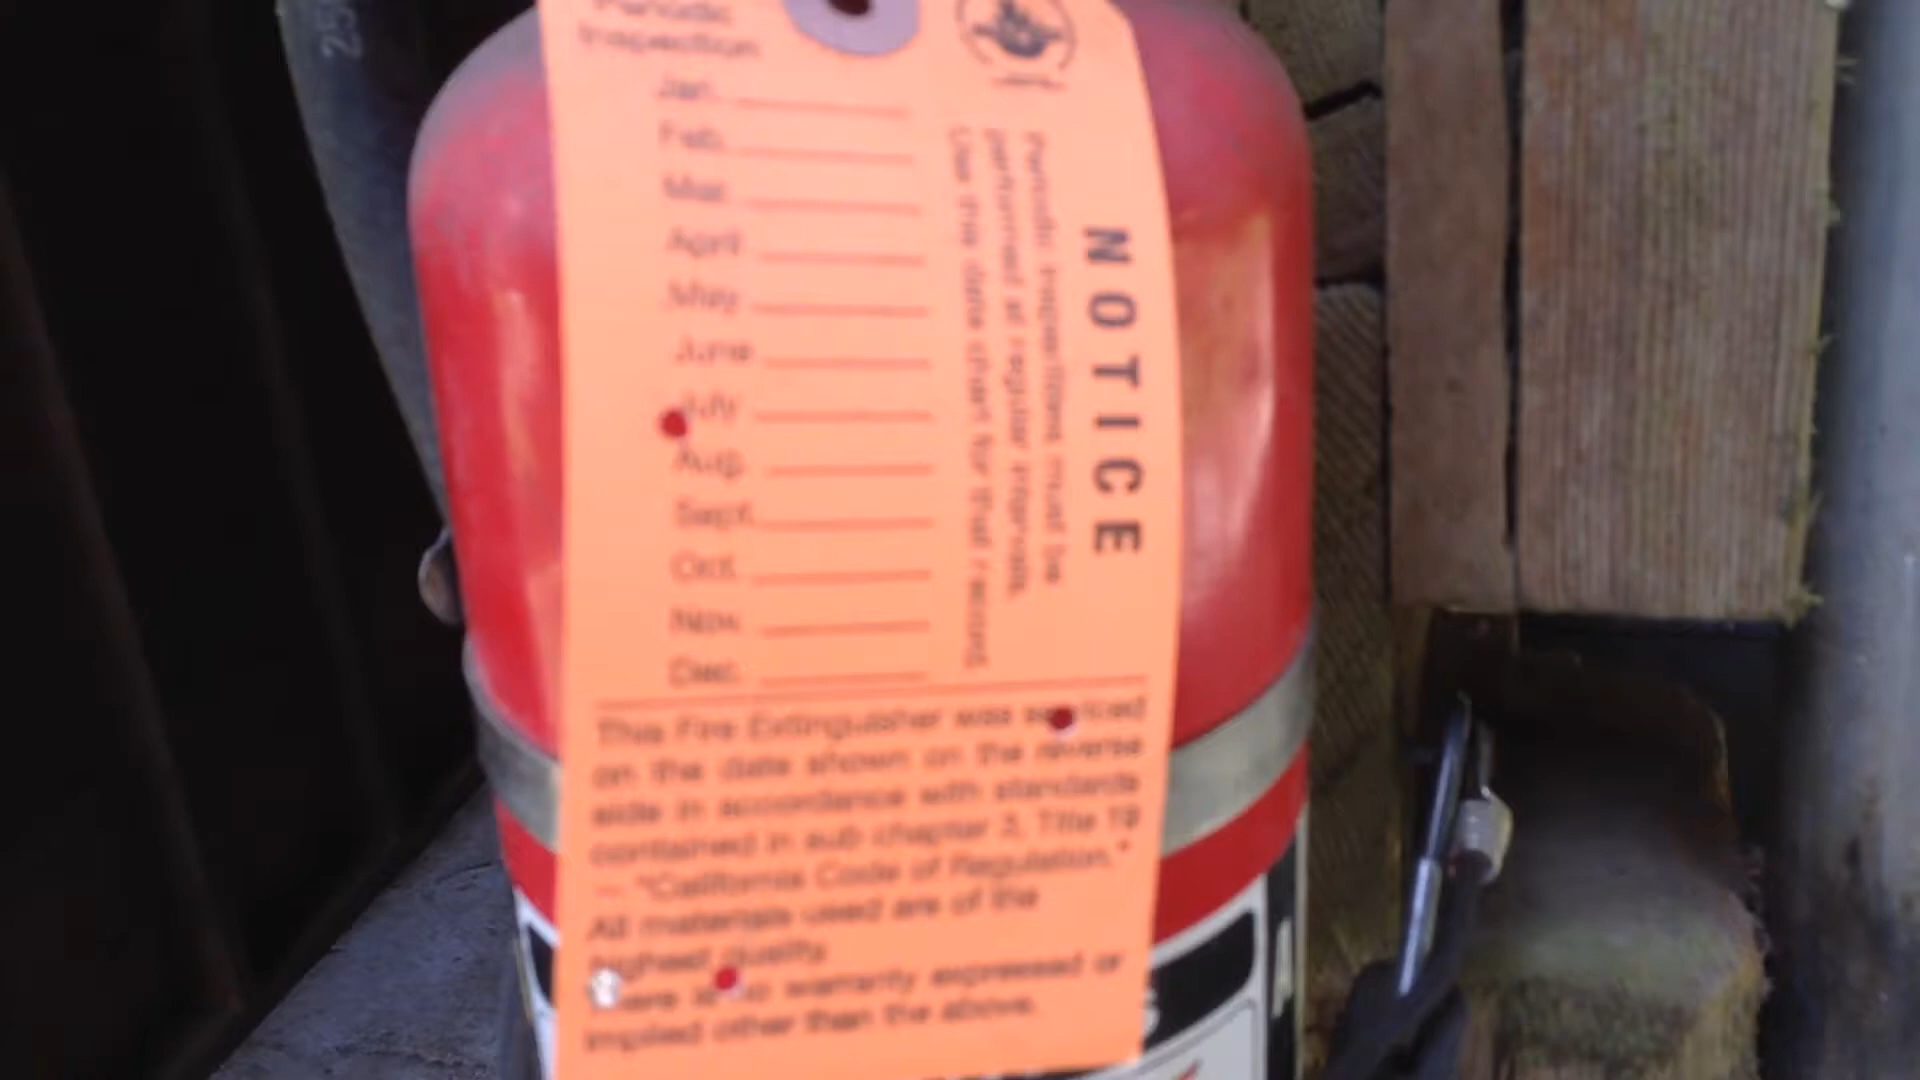 Periodic
Inspection
Jan.
Feb.
Mar.
April
May
June
July
Aug.
Sept.
Oct.
Nov.
Dec.
NOTICE
Periodic inspections must be
performed at regular intervals.
Use this date chart for that record.
This Fire Extinguisher was serviced
on the date shown on the reverse
side in accordance with standards
contained in sub chapter 3, Title 19
— "California Code of Regulation."
All materials used are of the
highest quality.
There is no warranty expressed or
implied other than the above.